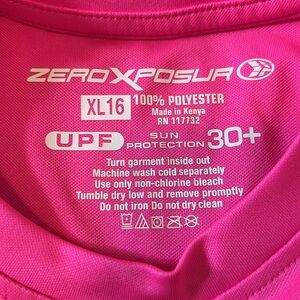 ZEROXPOSUR
XL16 100% POLYESTER
Made in Kenya
RN 117732
UPF SUN PROTECTION 30+
Turn garment inside out
Machine wash cold separately
Use only non-chlorine bleach
Tumble dry low and remove promptly
Do not iron Do not dry clean